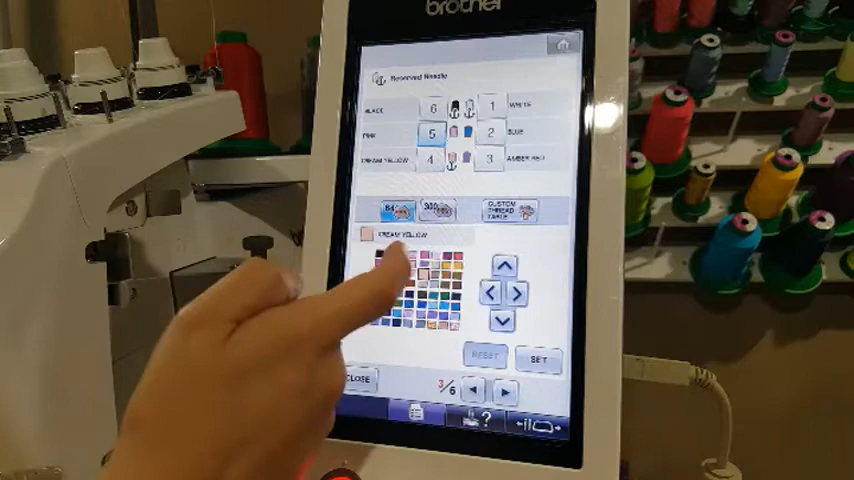 brother
Reserved Needle
BLACK 6 1 WHITE
PINK 5 2 BLUE
CREAM YELLOW 4 3 AMBER RED
64 300 CUSTOM
THREAD
TABLE
CREAM YELLOW
RESET SET
CLOSE 3/6
?